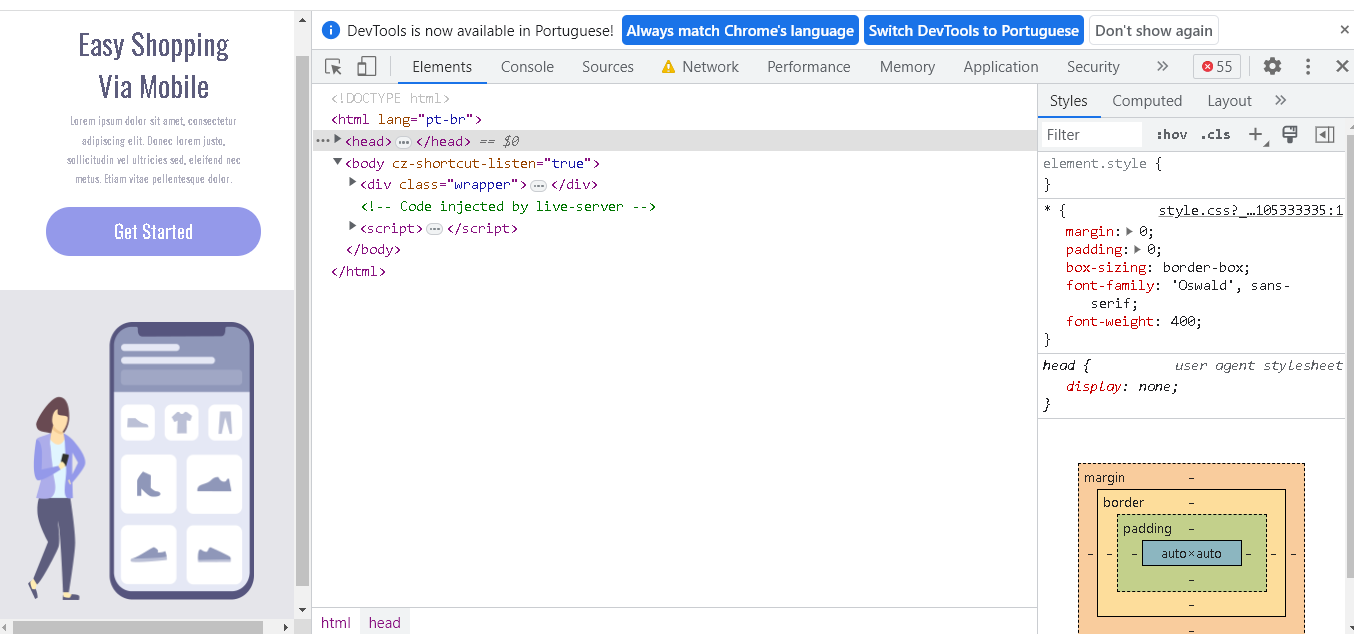 Easy Shopping
Via Mobile
Lorem ipsum dolor sit amet, consectetur
adipiscing elit. Donec lorem justo,
sollicitudin vel ultricies sed, eleifend nec
metus. Etiam vitae pellentesque dolor.
Get Started
DevTools is now available in Portuguese! Always match Chrome's language Switch DevTools to Portuguese Don't show again ×
Elements Console Sources Network Performance Memory Application Security » 55
<!DOCTYPE html>
<html lang="pt-br">
<head> … </head> == $0
<body cz-shortcut-listen="true">
<div class="wrapper"> … </div>
<!-- Code injected by live-server -->
<script> … </script>
</body>
</html>
html head
Styles Computed Layout »
Filter :hov .cls +
element.style {
}
* { style.css?_…105333335:1
margin: 0;
padding: 0;
box-sizing: border-box;
font-family: 'Oswald', sans-
serif;
font-weight: 400;
}
head { user agent stylesheet
display: none;
}
margin -
border -
padding -
- - - auto×auto - - -
-
-
-